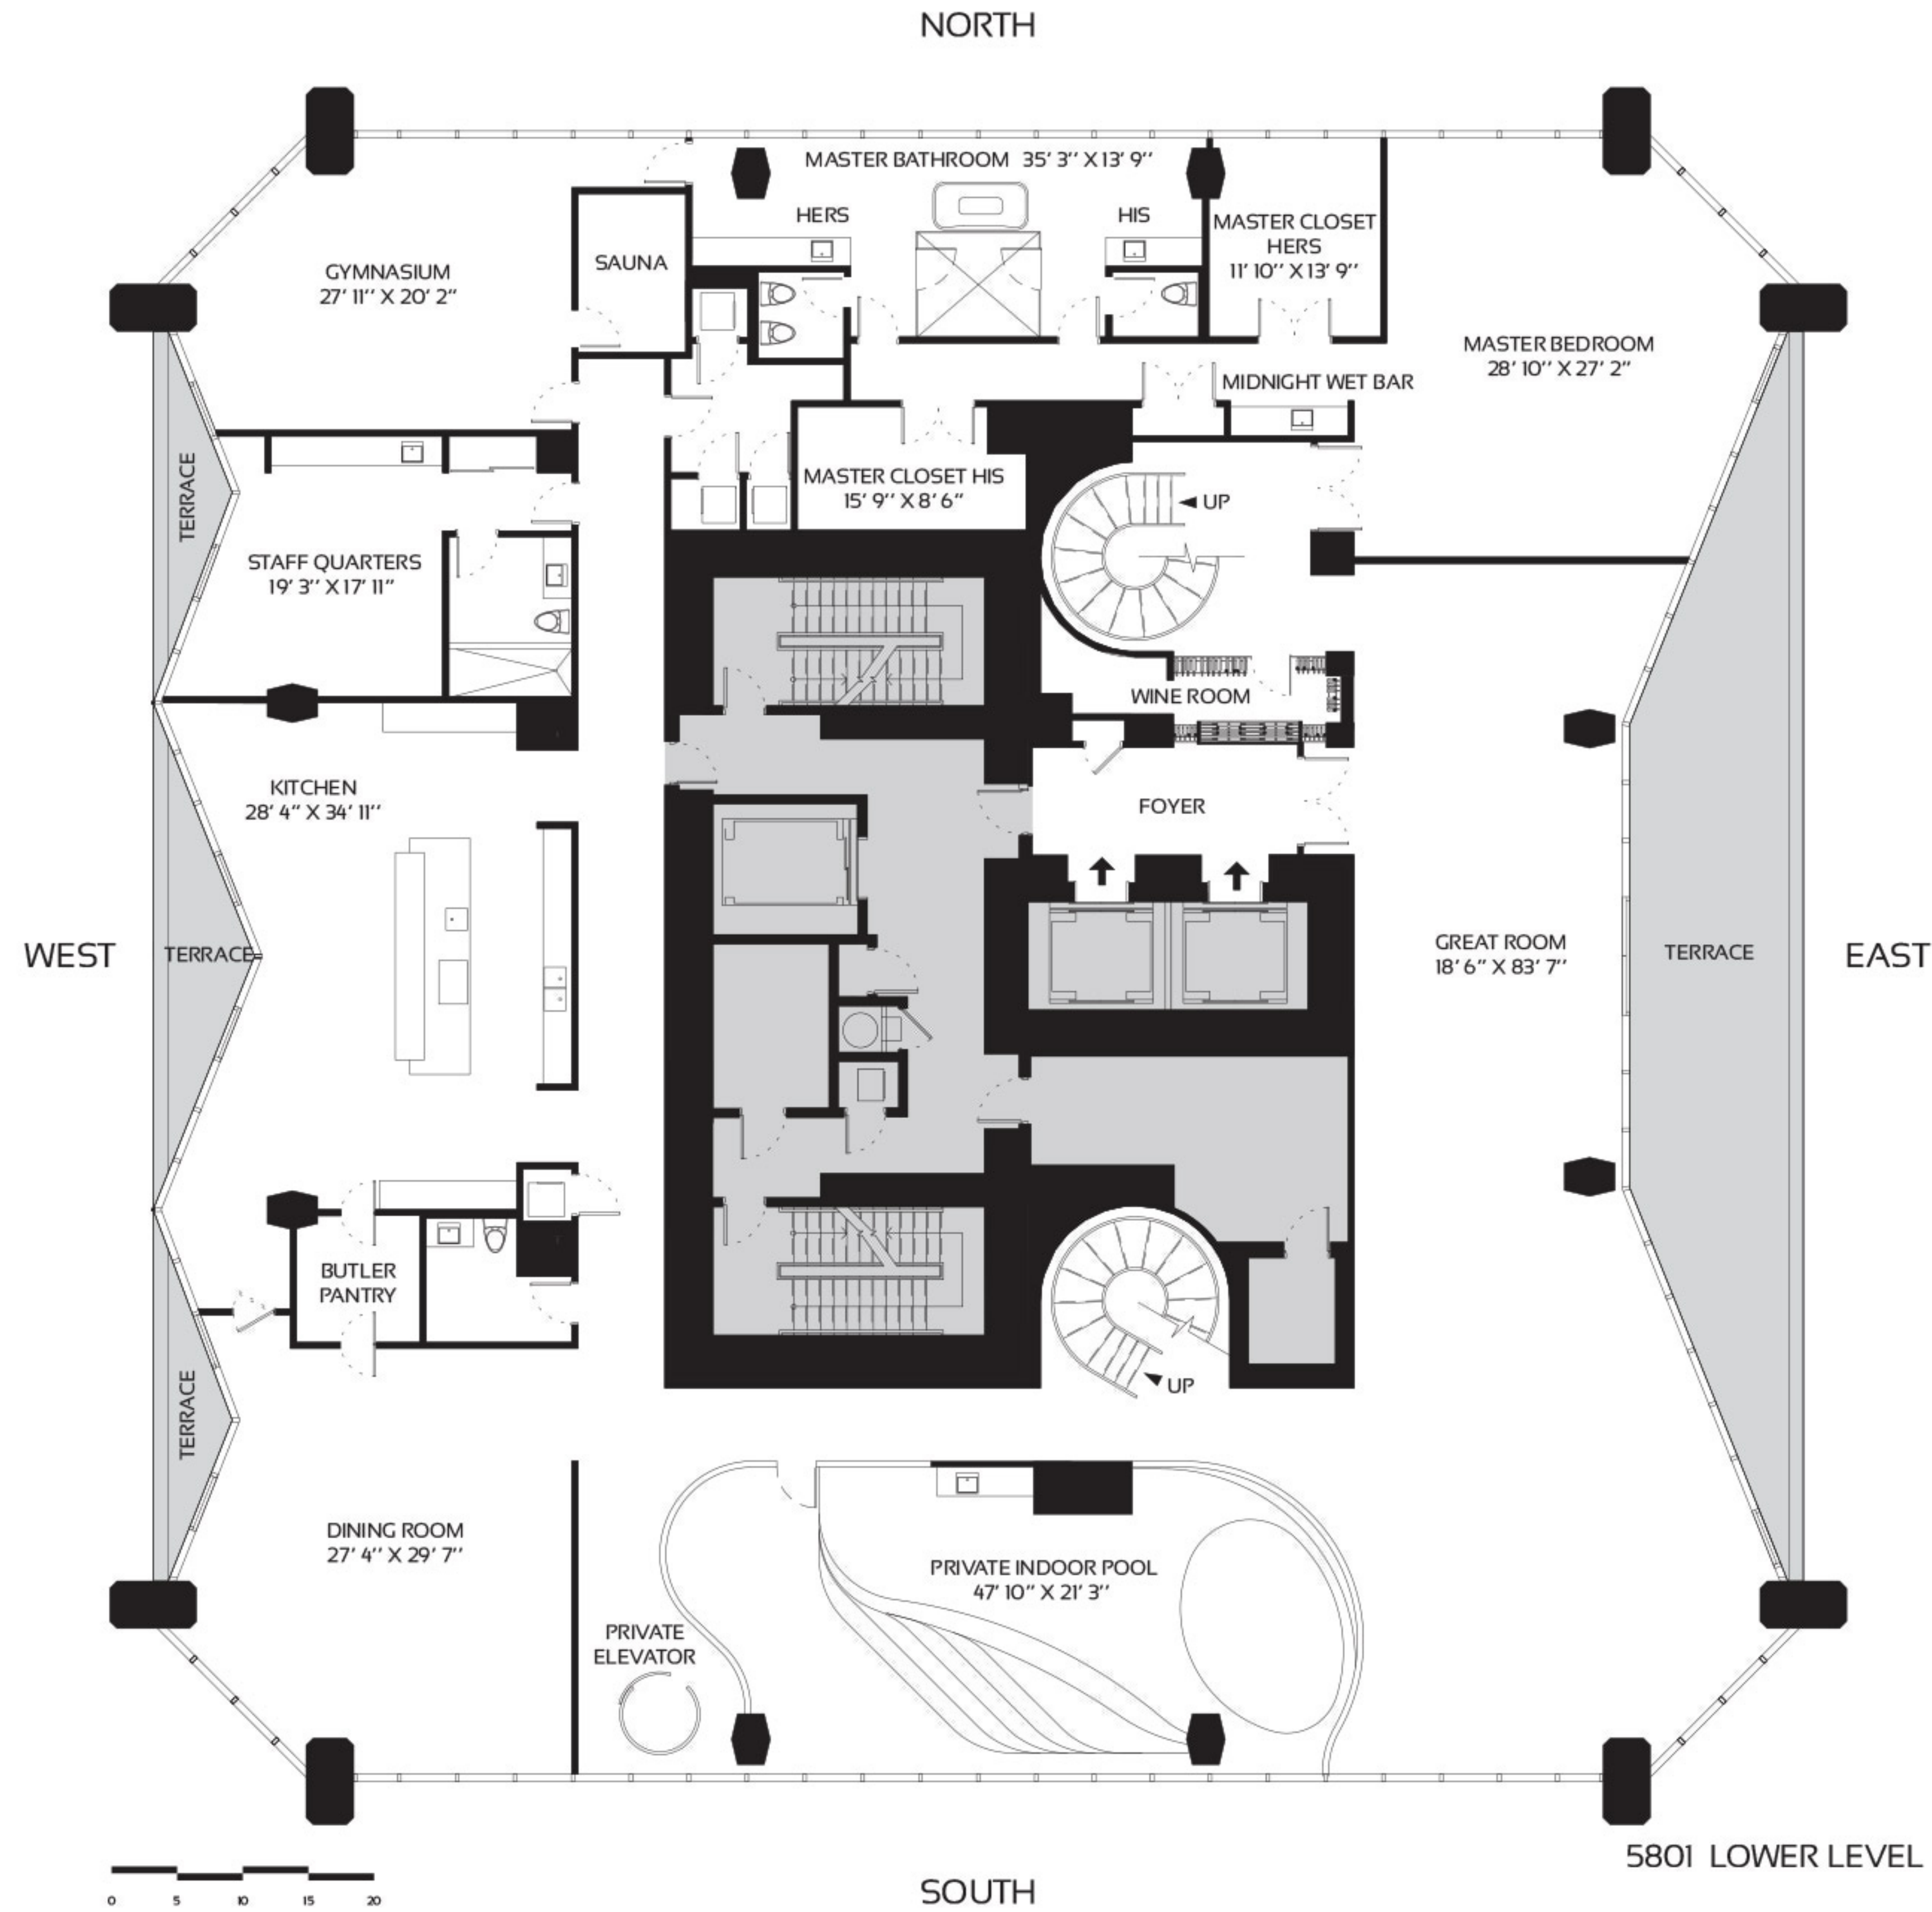 NORTH
MASTER BATHROOM 35' 3'' X 13' 9''
HERS
HIS
MASTER CLOSET
HERS
11' 10'' X 13' 9''
SAUNA
GYMNASIUM
27' 11'' X 20' 2''
MASTER BEDROOM
28' 10'' X 27' 2''
MIDNIGHT WET BAR
TERRACE
MASTER CLOSET HIS
15' 9'' X 8' 6''
UP
STAFF QUARTERS
19' 3'' X 17' 11''
WINE ROOM
KITCHEN
28' 4'' X 34' 11''
FOYER
WEST
TERRACE
GREAT ROOM
18' 6'' X 83' 7''
TERRACE
EAST
BUTLER
PANTRY
TERRACE
UP
DINING ROOM
27' 4'' X 29' 7''
PRIVATE INDOOR POOL
47' 10'' X 21' 3''
PRIVATE
ELEVATOR
5801 LOWER LEVEL
0 5 10 15 20
SOUTH